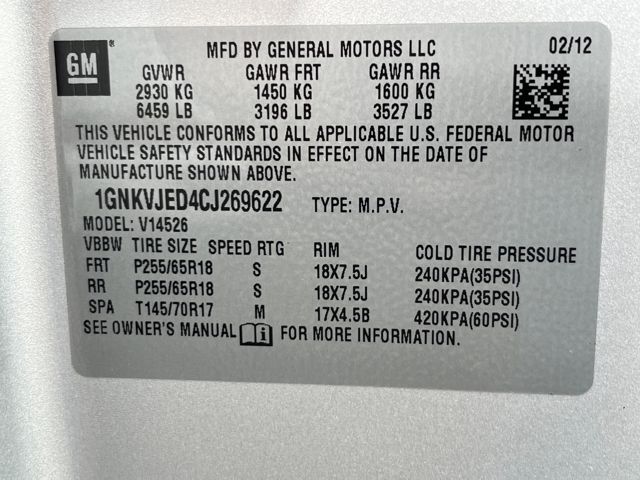 GM ®
MFD BY GENERAL MOTORS LLC 02/12
GVWR GAWR FRT GAWR RR
2930 KG 1450 KG 1600 KG
6459 LB 3196 LB 3527 LB
THIS VEHICLE CONFORMS TO ALL APPLICABLE U.S. FEDERAL MOTOR
VEHICLE SAFETY STANDARDS IN EFFECT ON THE DATE OF
MANUFACTURE SHOWN ABOVE.
1GNKVJED4CJ269622 TYPE: M.P.V.
MODEL: V14526
VBBW TIRE SIZE SPEED RTG RIM COLD TIRE PRESSURE
FRT P255/65R18 S 18X7.5J 240KPA(35PSI)
RR P255/65R18 S 18X7.5J 240KPA(35PSI)
SPA T145/70R17 M 17X4.5B 420KPA(60PSI)
SEE OWNER'S MANUAL FOR MORE INFORMATION.